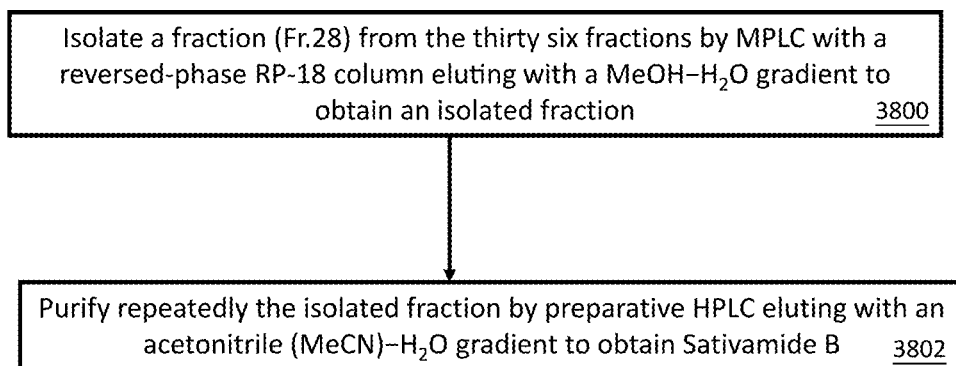 Isolate a fraction (Fr.28) from the thirty six fractions by MPLC with a
reversed-phase RP-18 column eluting with a MeOH−H₂O gradient to
obtain an isolated fraction 3800
Purify repeatedly the isolated fraction by preparative HPLC eluting with an
acetonitrile (MeCN)−H₂O gradient to obtain Sativamide B 3802